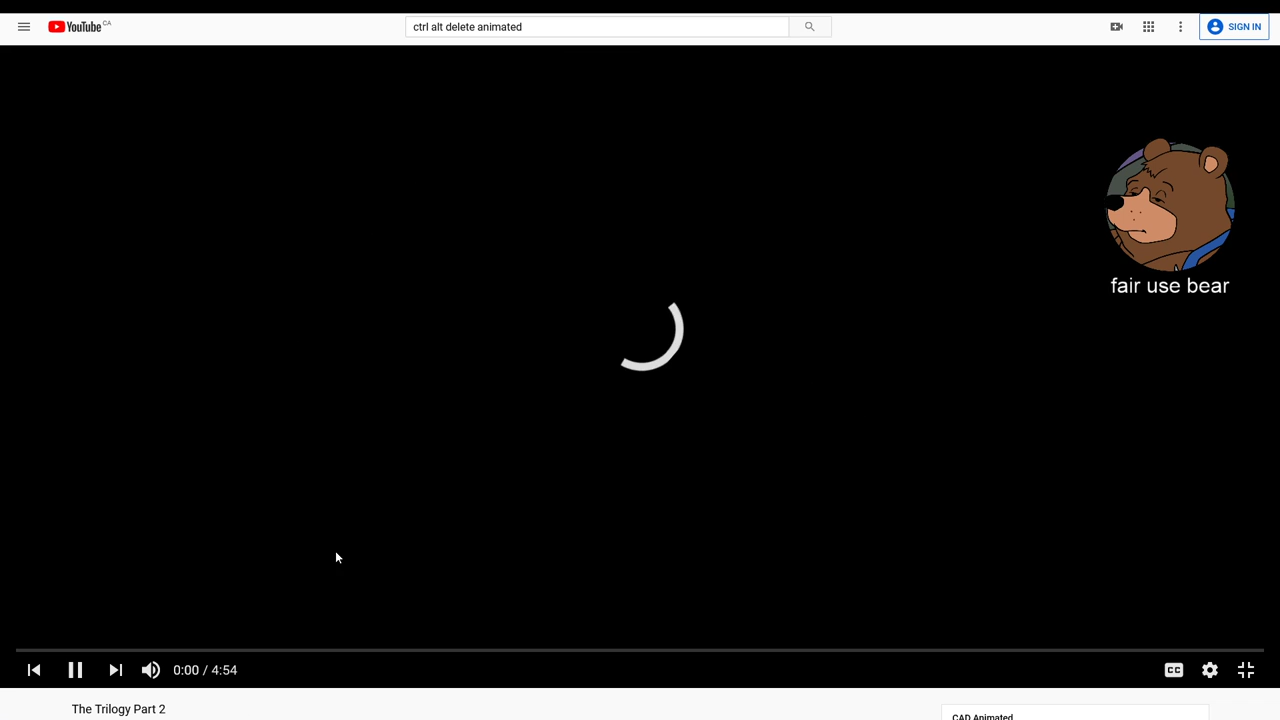 YouTube CA
ctrl alt delete animated
SIGN IN
fair use bear
0:00 / 4:54
CC
The Trilogy Part 2
CAD Animated